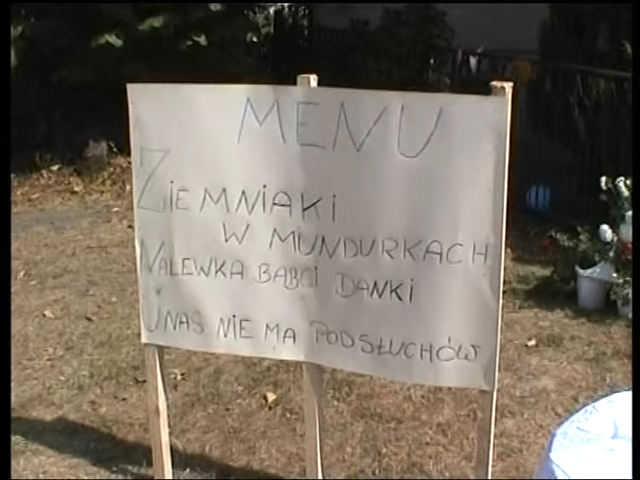 MENU
ZiEMNiAKi
W MUNDURKACH
NALEWKA BABCi DANKi
U NAS NiE MA PODSŁUCHÓW